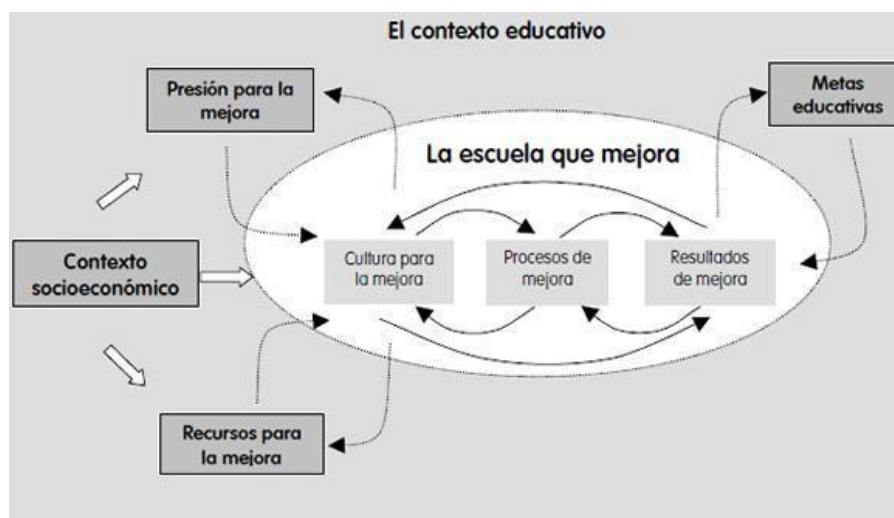 El contexto educativo
Presión para la
mejora
Metas
educativas
La escuela que mejora
Contexto
socioeconómico
Cultura para
la mejora
Procesos de
mejora
Resultados
de mejora
Recursos para
la mejora